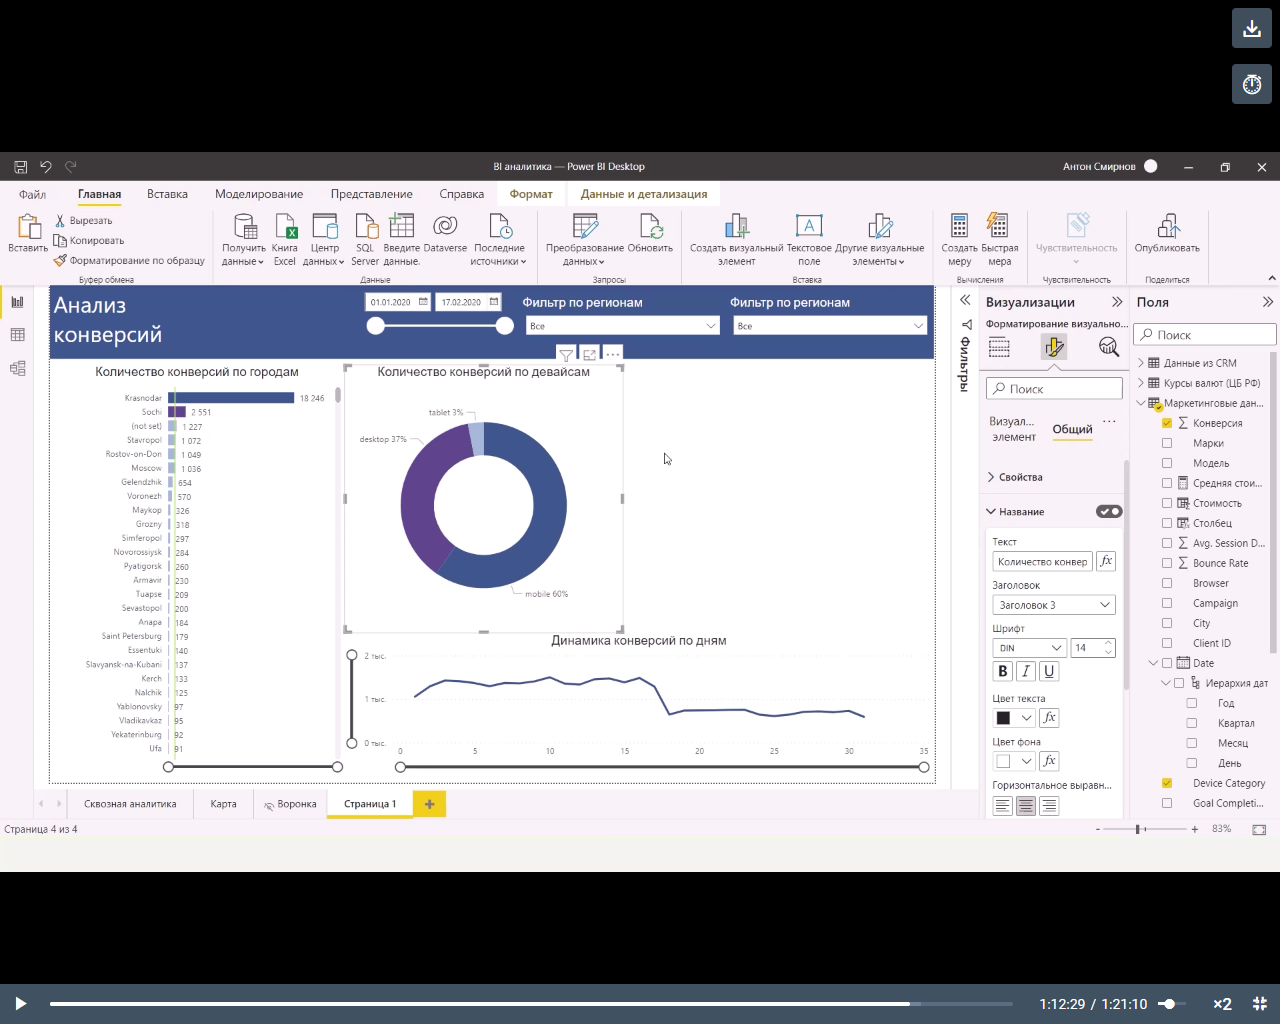 BI аналитика — Power BI Desktop
Антон Смирнов
Файл
Главная
Вставка
Моделирование
Представление
Справка
Формат
Данные и детализация
Вставить
Вырезать
Копировать
Форматирование по образцу
Буфер обмена
Получить данные
Книга Excel
Центр данных
SQL Server
Введите данные.
Dataverse
Последние источники
Данные
Преобразование данных
Обновить
Запросы
Создать визуальный элемент
Текстовое поле
Другие визуальные элементы
Вставка
Создать меру
Быстрая мера
Вычисления
Чувствительность
Чувствительность
Опубликовать
Поделиться
Анализ
конверсий
01.01.2020
17.02.2020
Фильтр по регионам
Все
Фильтр по регионам
Все
Количество конверсий по городам
Krasnodar 18 246
Sochi 2 551
(not set) 1 227
Stavropol 1 072
Rostov-on-Don 1 049
Moscow 1 036
Gelendzhik 654
Voronezh 570
Maykop 326
Grozny 318
Simferopol 297
Novorossiysk 284
Pyatigorsk 260
Armavir 230
Tuapse 209
Sevastopol 200
Anapa 184
Saint Petersburg 179
Essentuki 140
Slavyansk-na-Kubani 137
Kerch 133
Nalchik 125
Yablonovsky 97
Vladikavkaz 95
Yekaterinburg 92
Ufa 91
Количество конверсий по девайсам
tablet 3%
desktop 37%
mobile 60%
Динамика конверсий по дням
2 тыс.
1 тыс.
0 тыс.
0 5 10 15 20 25 30 35
Фильтры
Визуализации
Форматирование визуально...
Поиск
Визуал... элемент
Общий
...
Свойства
Название
Текст
Количество конвер
fx
Заголовок
Заголовок 3
Шрифт
DIN
14
B I U
Цвет текста
fx
Цвет фона
fx
Горизонтальное выравн...
Поля
Поиск
Данные из CRM
Курсы валют (ЦБ РФ)
Маркетинговые дан...
Конверсия
Марки
Модель
Средняя стои...
Стоимость
Столбец
Avg. Session D...
Bounce Rate
Browser
Campaign
City
Client ID
Date
Иерархия дат
Год
Квартал
Месяц
День
Device Category
Goal Completi...
Сквозная аналитика
Карта
Воронка
Страница 1
Страница 4 из 4
83%
1:12:29 / 1:21:10
×2